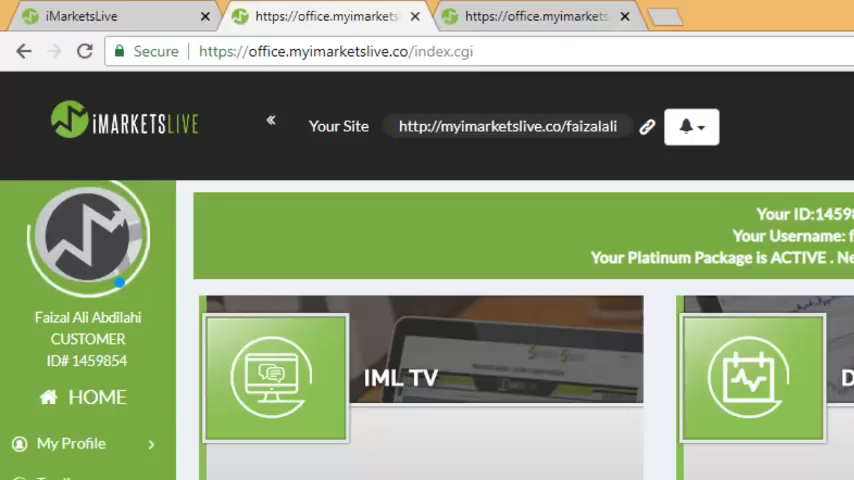 iMarketsLive
https://office.myimarkets
https://office.myimarkets
Secure
https://office.myimarketslive.co/index.cgi
iMARKETSLIVE
Your Site
http://myimarketslive.co/faizalali
Your ID:1459
Your Username: f
Your Platinum Package is ACTIVE . Ne
Faizal Ali Abdilahi
CUSTOMER
ID# 1459854
HOME
My Profile
IML TV
D